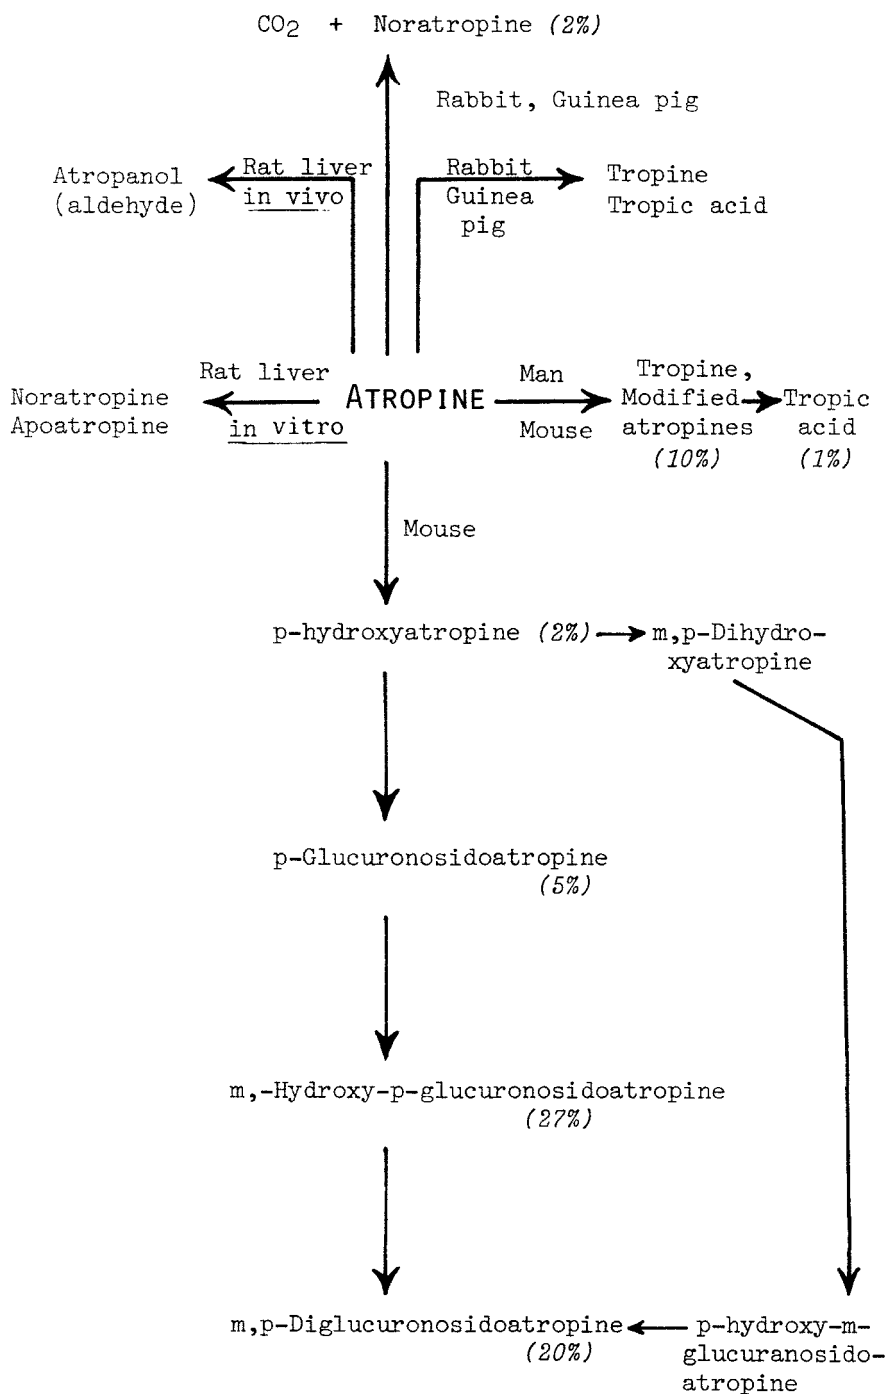 CO2 + Noratropine (2%)
Rabbit, Guinea pig
Atropanol
(aldehyde)
Rat liver
in vivo
Rabbit
Guinea
pig
Tropine
Tropic acid
Noratropine
Apoatropine
Rat liver
in vitro
ATROPINE
Man
Mouse
Tropine,
Modified
atropines
(10%)
Tropic
acid
(1%)
Mouse
p-hydroxyatropine (2%)
m,p-Dihydro-
xyatropine
p-Glucuronosidoatropine
(5%)
m,-Hydroxy-p-glucuronosidoatropine
(27%)
m,p-Diglucuronosidoatropine
(20%)
p-hydroxy-m-
glucuranosido-
atropine